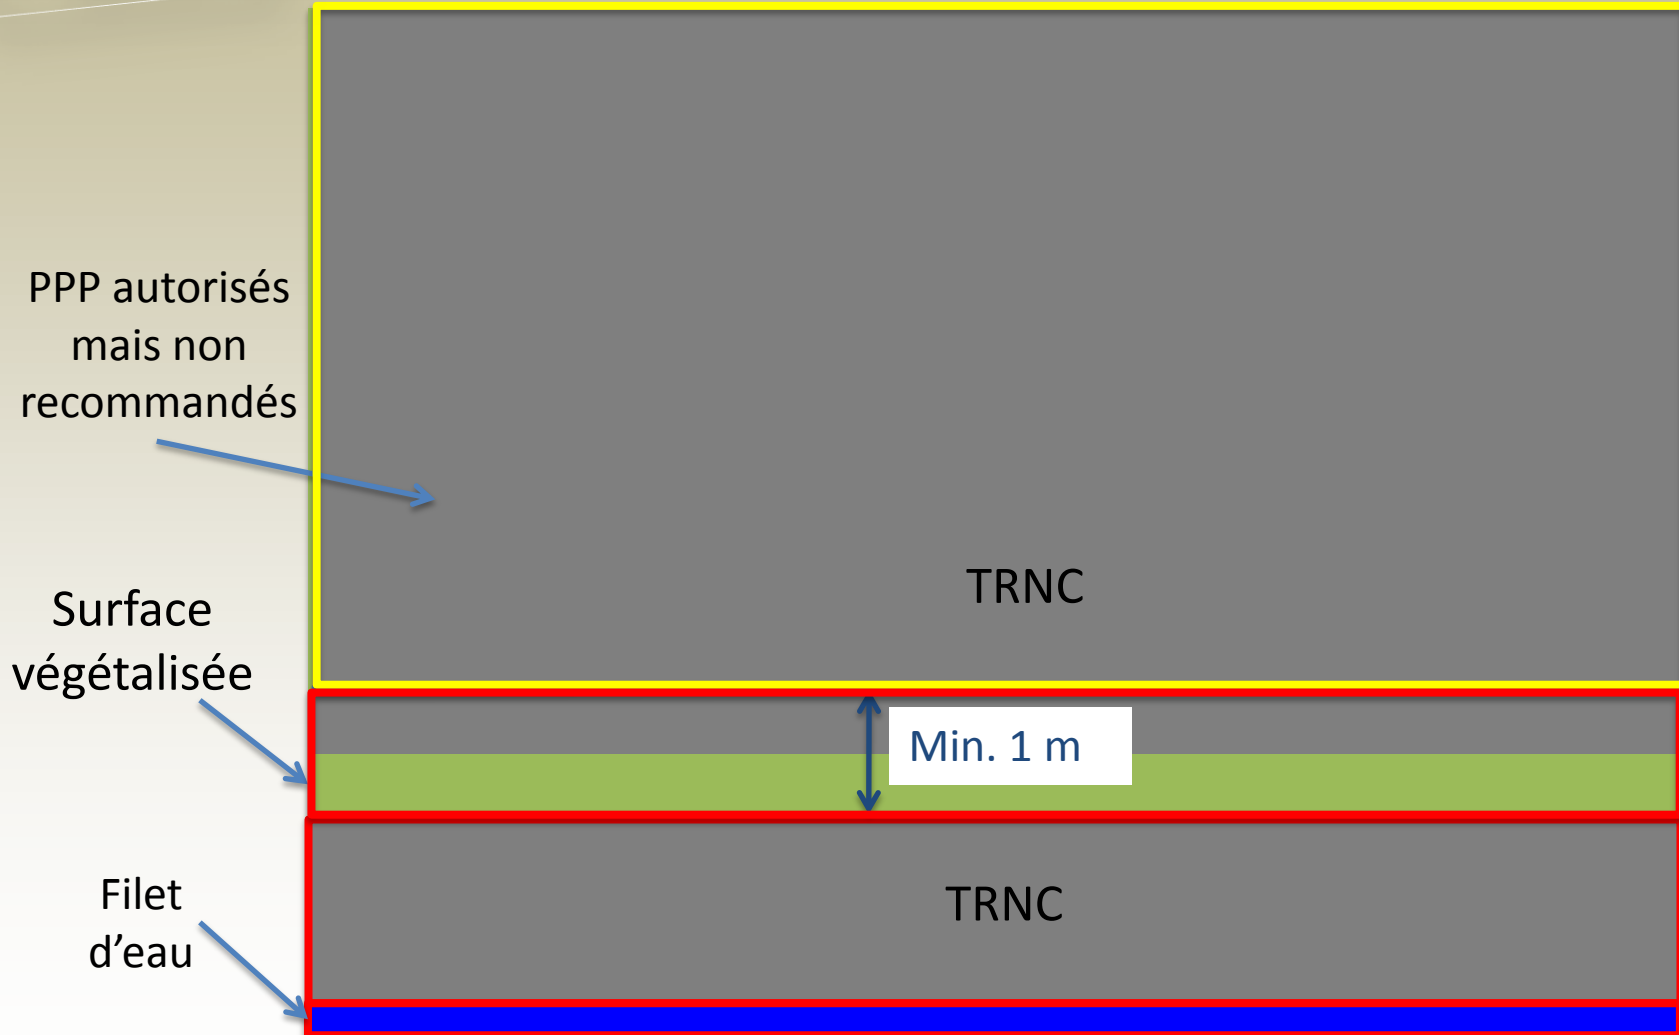 PPP autorisés
mais non
recommandés
TRNC
Surface
végétalisée
Min. 1 m
Filet
d’eau
TRNC